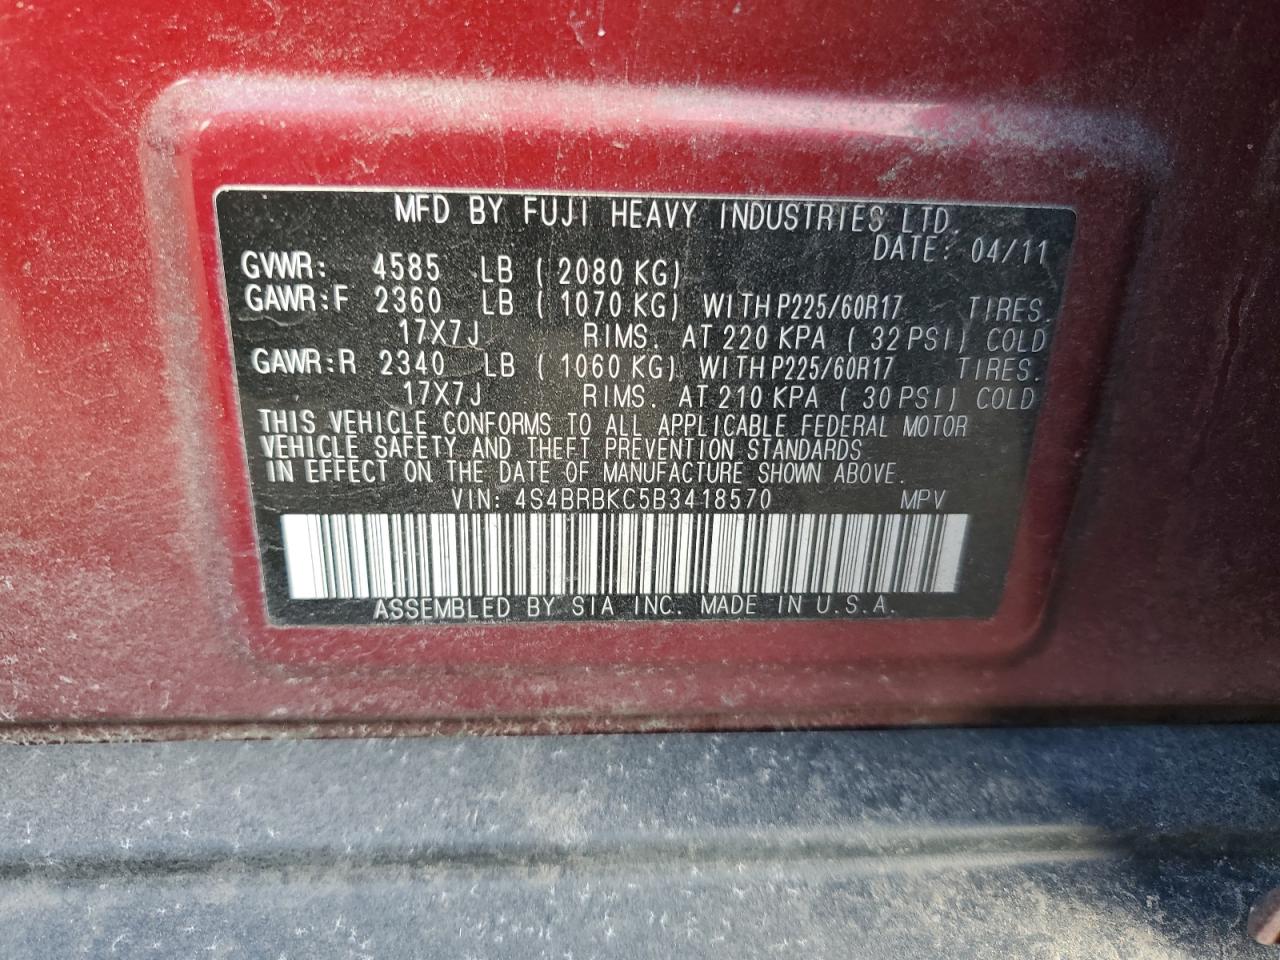 MFD BY FUJI HEAVY INDUSTRIES LTD.
DATE: 04/11
GVWR: 4585 LB ( 2080 KG)
GAWR:F 2360 LB ( 1070 KG) WITH P225/60R17 TIRES.
17X7J RIMS. AT 220 KPA ( 32 PSI) COLD
GAWR:R 2340 LB ( 1060 KG) WITH P225/60R17 TIRES.
17X7J RIMS. AT 210 KPA ( 30 PSI) COLD
THIS VEHICLE CONFORMS TO ALL APPLICABLE FEDERAL MOTOR
VEHICLE SAFETY AND THEFT PREVENTION STANDARDS
IN EFFECT ON THE DATE OF MANUFACTURE SHOWN ABOVE.
VIN: 4S4BRBKC5B3418570 MPV
ASSEMBLED BY SIA INC. MADE IN U.S.A.